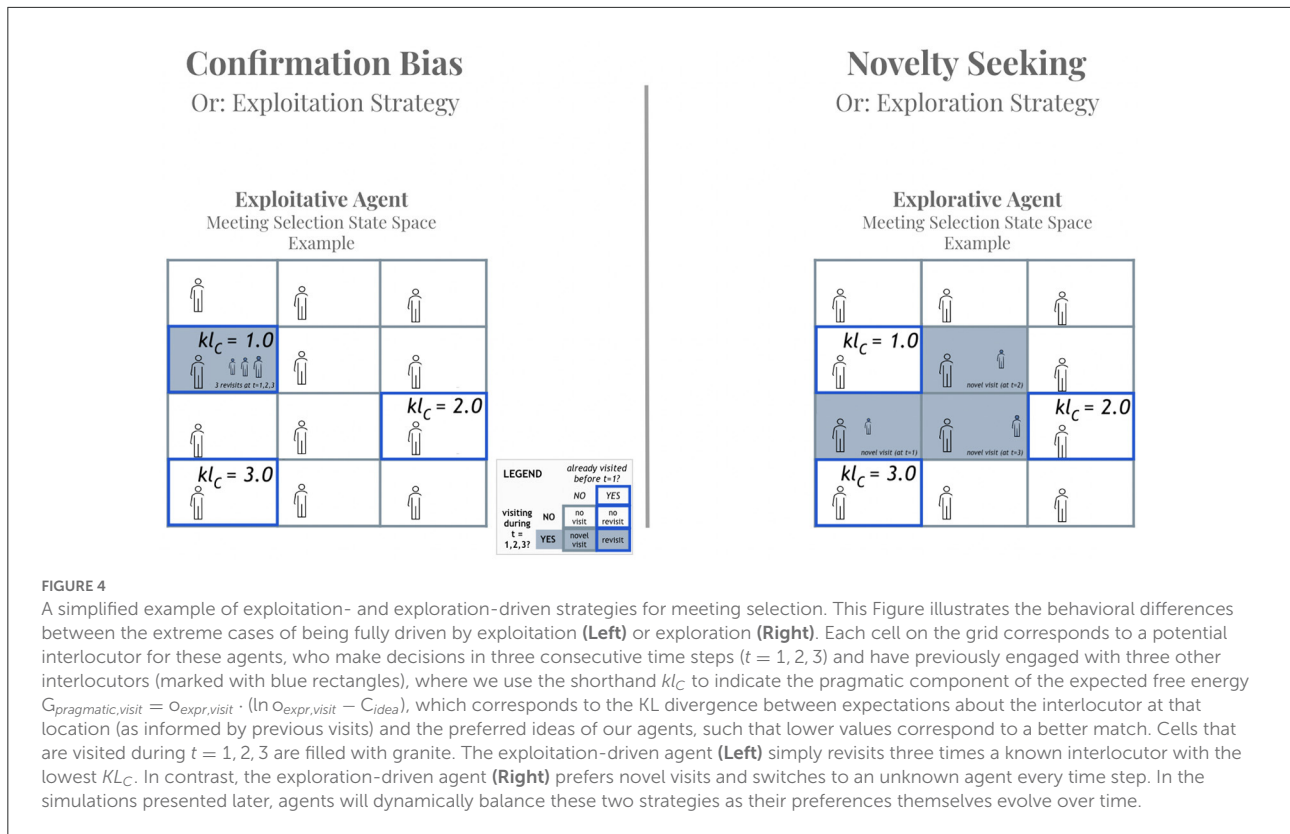 Confirmation Bias
Or: Exploitation Strategy
Exploitative Agent
Meeting Selection State Space
Example
kl_C = 1.0
3 revisits at t=1,2,3
kl_C = 2.0
kl_C = 3.0
LEGEND
already visited
before t=1?
NO YES
visiting
during
t =
1,2,3?
NO
no
visit
no
revisit
YES
novel
visit
revisit
Novelty Seeking
Or: Exploration Strategy
Explorative Agent
Meeting Selection State Space
Example
kl_C = 1.0
novel visit (at t=2)
kl_C = 2.0
novel visit (at t=1)
novel visit (at t=3)
kl_C = 3.0
FIGURE 4
A simplified example of exploitation- and exploration-driven strategies for meeting selection. This Figure illustrates the behavioral differences
between the extreme cases of being fully driven by exploitation (Left) or exploration (Right). Each cell on the grid corresponds to a potential
interlocutor for these agents, who make decisions in three consecutive time steps (t = 1, 2, 3) and have previously engaged with three other
interlocutors (marked with blue rectangles), where we use the shorthand kl_C to indicate the pragmatic component of the expected free energy
G_pragmatic,visit = o_expr,visit · (ln o_expr,visit − C_idea), which corresponds to the KL divergence between expectations about the interlocutor at that
location (as informed by previous visits) and the preferred ideas of our agents, such that lower values correspond to a better match. Cells that
are visited during t = 1, 2, 3 are filled with granite. The exploitation-driven agent (Left) simply revisits three times a known interlocutor with the
lowest KL_C. In contrast, the exploration-driven agent (Right) prefers novel visits and switches to an unknown agent every time step. In the
simulations presented later, agents will dynamically balance these two strategies as their preferences themselves evolve over time.